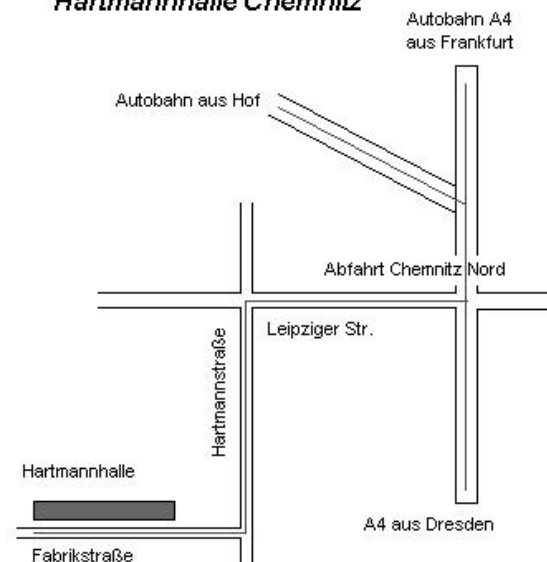 Hartmannhalle Chemnitz
Autobahn A4
aus Frankfurt
Autobahn aus Hof
Abfahrt Chemnitz Nord
Leipziger Str.
Hartmannstraße
Hartmannhalle
A4 aus Dresden
Fabrikstraße